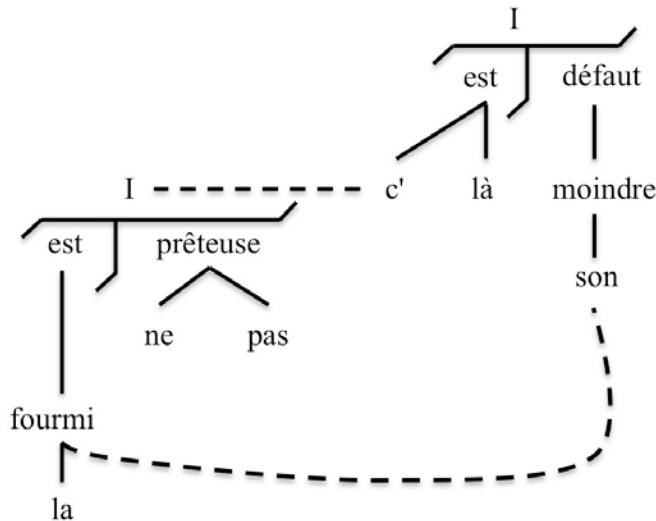 I
est défaut
I c' là moindre
est prêteuse
son
ne pas
fourmi
la